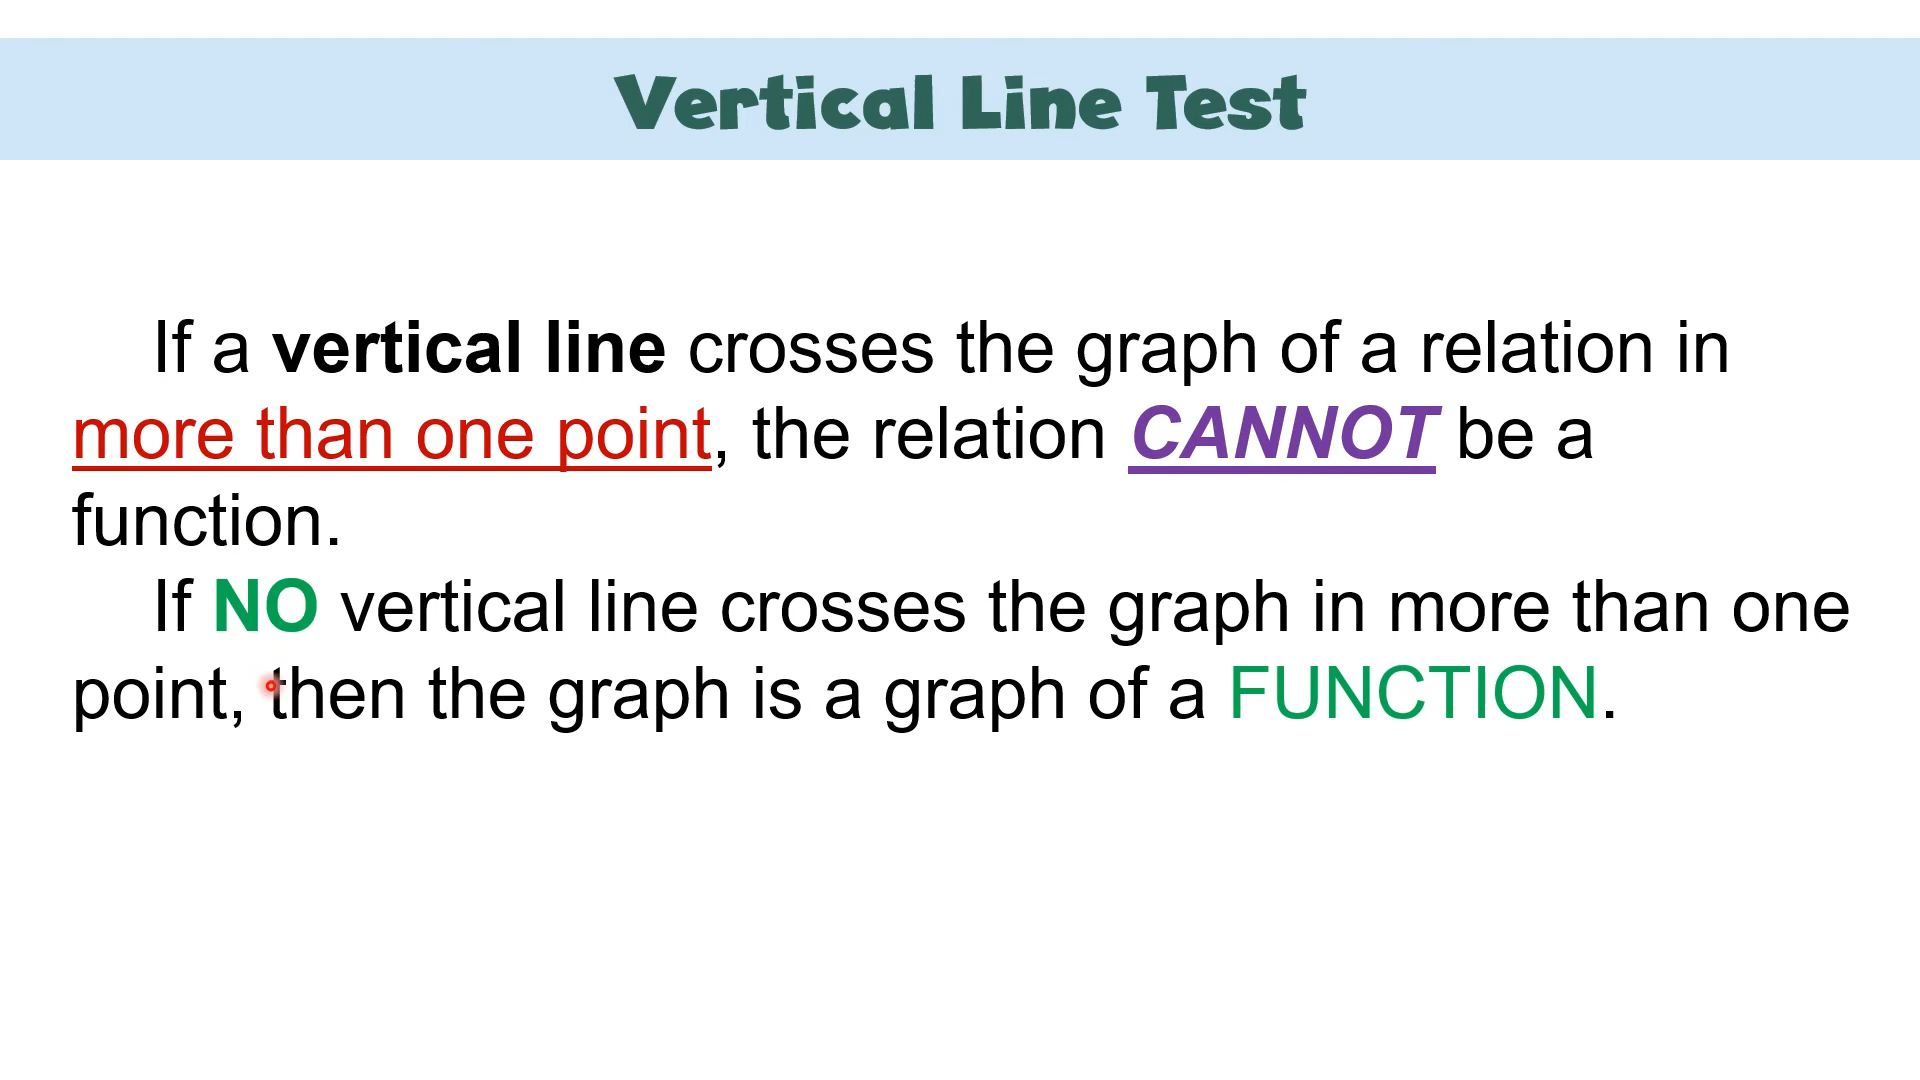 Vertical Line Test
If a vertical line crosses the graph of a relation in
more than one point, the relation CANNOT be a
function.
If NO vertical line crosses the graph in more than one
point, then the graph is a graph of a FUNCTION.